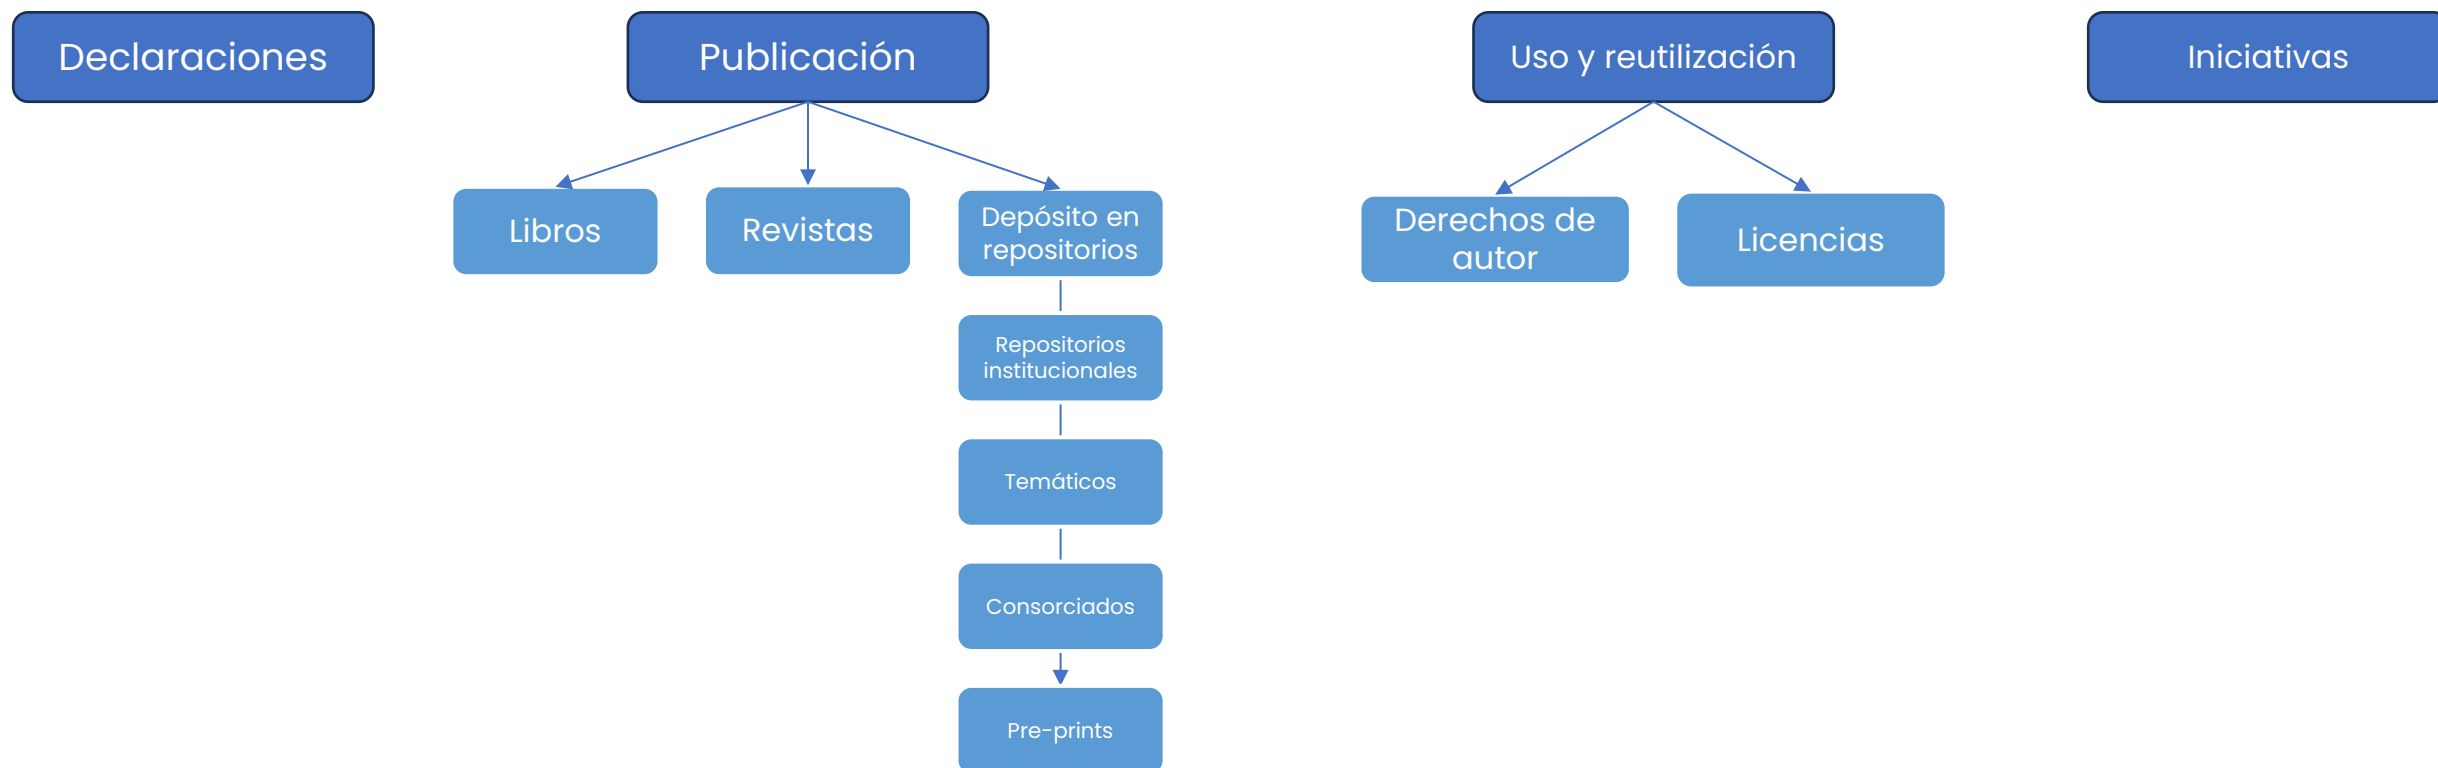 Declaraciones
Publicación
Uso y reutilización
Iniciativas
Libros
Revistas
Depósito en
repositorios
Derechos de
autor
Licencias
Repositorios
institucionales
Temáticos
Consorciados
Pre-prints